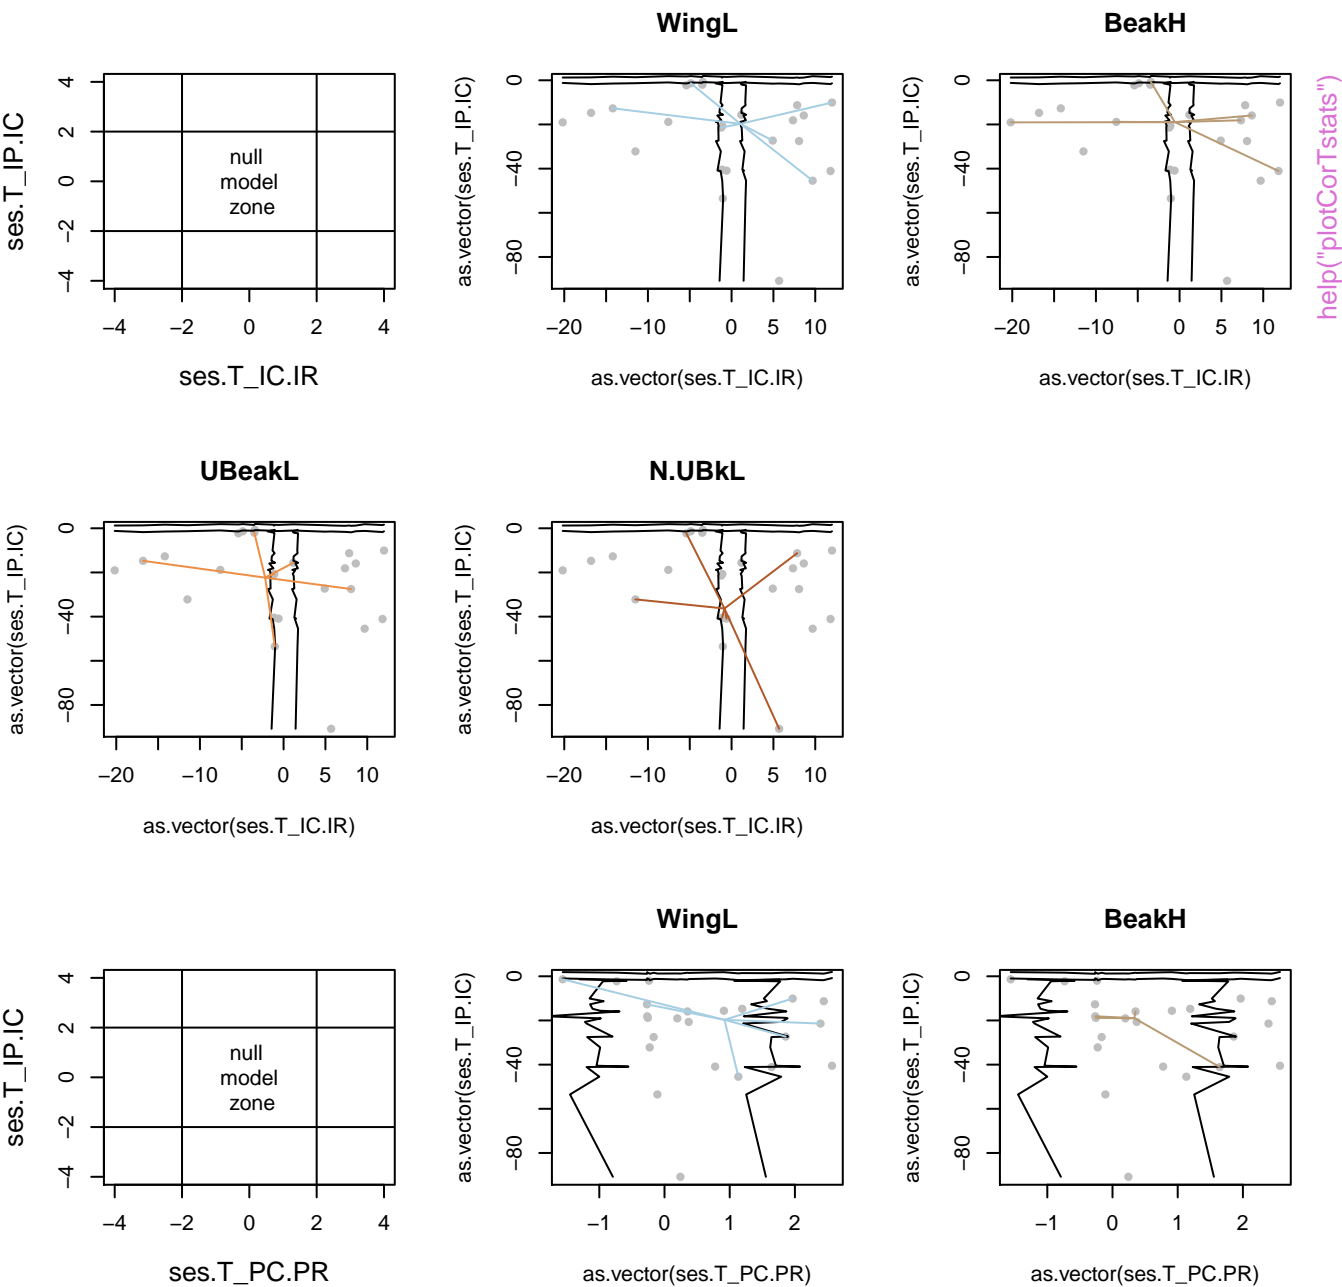 WingL
BeakH
ses.T_IP.IC
4
2
0
−2
−4
null
model
zone
−4 −2 0 2 4
ses.T_IC.IR
as.vector(ses.T_IP.IC)
0
−40
−80
−20 −10 0 5 10
as.vector(ses.T_IC.IR)
as.vector(ses.T_IP.IC)
0
−40
−80
−20 −10 0 5 10
as.vector(ses.T_IC.IR)
help("plotCorTstats")
UBeakL
N.UBkL
as.vector(ses.T_IP.IC)
0
−40
−80
−20 −10 0 5 10
as.vector(ses.T_IC.IR)
as.vector(ses.T_IP.IC)
0
−40
−80
−20 −10 0 5 10
as.vector(ses.T_IC.IR)
WingL
BeakH
ses.T_IP.IC
4
2
0
−2
−4
null
model
zone
−4 −2 0 2 4
ses.T_PC.PR
as.vector(ses.T_IP.IC)
0
−40
−80
−1 0 1 2
as.vector(ses.T_PC.PR)
as.vector(ses.T_IP.IC)
0
−40
−80
−1 0 1 2
as.vector(ses.T_PC.PR)